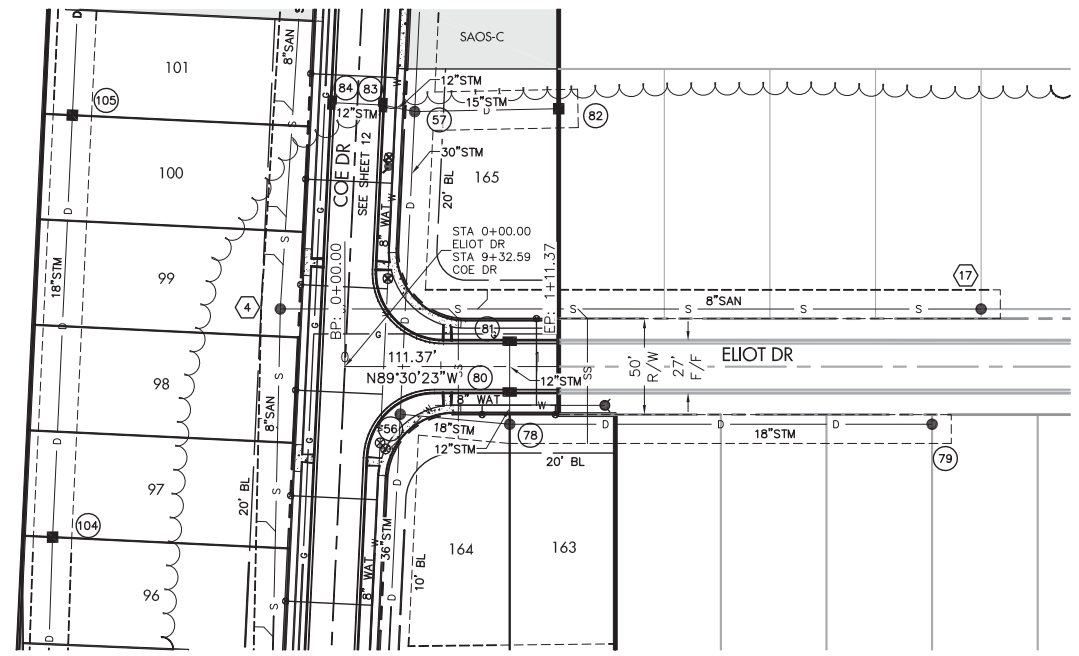 SAOS-C
101
8"SAN
S
D
84
83
12"STM
15"STM
12"STM
105
57
82
COE DR
SEE SHEET 12
30"STM
100
20' BL
165
8" WAT
W
G
STA 0+00.00
ELIOT DR
STA 9+32.59
COE DR
99
18"STM
BP: 0+00.00
EP: 1+11.37
17
4
8"SAN
S
S
S
S
81
111.37'
N89°30'23"W
80
12"STM
ELIOT DR
50'
R/W
27'
F/F
SS
98
8"SAN
18" WAT
W
56
18"STM
78
12"STM
D
D
D
18"STM
79
20' BL
97
20' BL
104
36"STM
8" WAT
10' BL
164
163
96